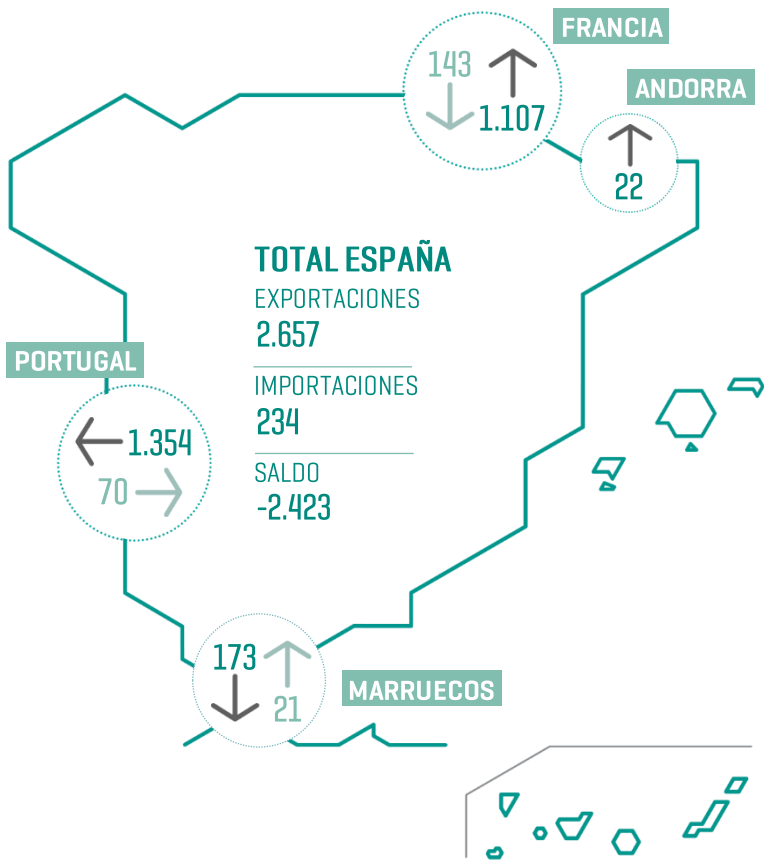 FRANCIA
143
1.107
ANDORRA
22
TOTAL ESPAÑA
EXPORTACIONES
2.657
IMPORTACIONES
234
SALDO
-2.423
PORTUGAL
1.354
70
173
21
MARRUECOS